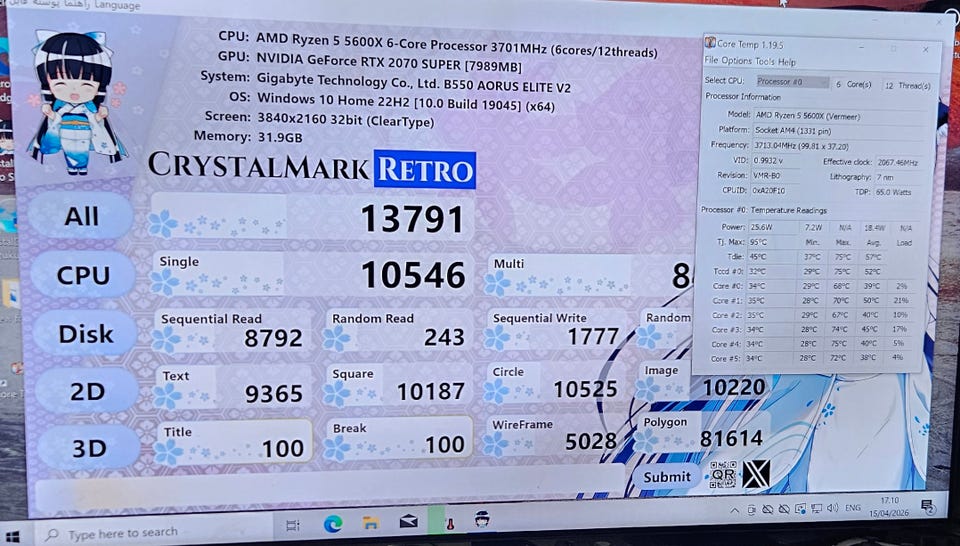 Language راهنما پوسته فایل
CPU: AMD Ryzen 5 5600X 6-Core Processor 3701MHz (6cores/12threads)
GPU: NVIDIA GeForce RTX 2070 SUPER [7989MB]
System: Gigabyte Technology Co., Ltd. B550 AORUS ELITE V2
OS: Windows 10 Home 22H2 [10.0 Build 19045] (x64)
Screen: 3840x2160 32bit (ClearType)
Memory: 31.9GB
CRYSTALMARK RETRO
All 13791
CPU Single 10546 Multi 8
Disk Sequential Read 8792 Random Read 243 Sequential Write 1777 Random
2D Text 9365 Square 10187 Circle 10525 Image 10220
3D Title 100 Break 100 WireFrame 5028 Polygon 81614
Submit QR X
Core Temp 1.19.5
File Options Tools Help
Select CPU: Processor #0 6 Core(s) 12 Thread(s)
Processor Information
Model: AMD Ryzen 5 5600X (Vermeer)
Platform: Socket AM4 (1331 pin)
Frequency: 3713.04MHz (99.81 x 37.20)
VID: 0.9932 v Effective clock: 2067.46MHz
Revision: VMR-B0 Lithography: 7 nm
CPUID: 0xA20F10 TDP: 65.0 Watts
Processor #0: Temperature Readings
Power: 25.6W 7.2W N/A 18.4W N/A
Tj. Max: 95°C Min. Max. Avg. Load
Tdie: 45°C 37°C 75°C 57°C
Tccd #0: 32°C 29°C 75°C 52°C
Core #0: 34°C 29°C 68°C 39°C 2%
Core #1: 35°C 28°C 70°C 50°C 21%
Core #2: 35°C 29°C 67°C 40°C 10%
Core #3: 34°C 28°C 74°C 45°C 17%
Core #4: 34°C 28°C 75°C 40°C 5%
Core #5: 34°C 28°C 72°C 38°C 4%
Type here to search
ENG 17:10
15/04/2026
2